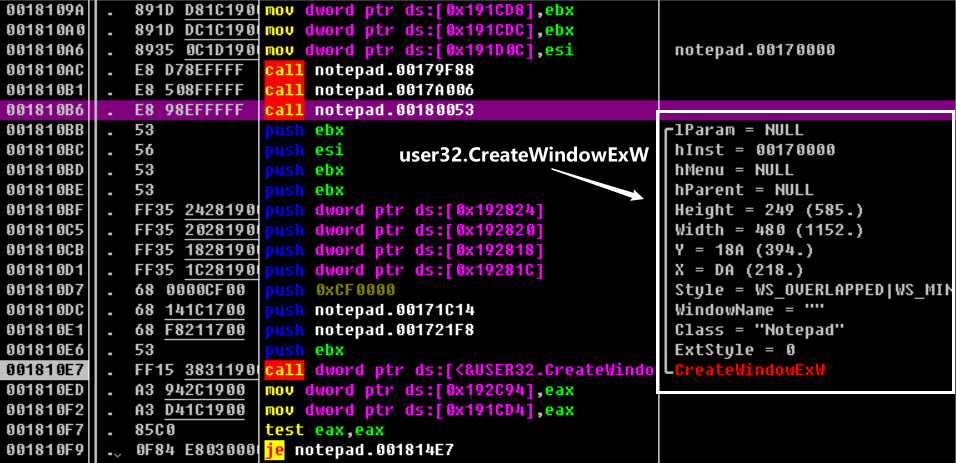 0018109A . 891D D81C1900 mov dword ptr ds:[0x191CD8],ebx
001810A0 . 891D DC1C1900 mov dword ptr ds:[0x191CDC],ebx
001810A6 . 8935 0C1D1900 mov dword ptr ds:[0x191D0C],esi notepad.00170000
001810AC . E8 D78EFFFF call notepad.00179F88
001810B1 . E8 508FFFFF call notepad.0017A006
001810B6 . E8 98EFFFFF call notepad.00180053
001810BB . 53 push ebx lParam = NULL
001810BC . 56 push esi hInst = 00170000
001810BD . 53 push ebx hMenu = NULL
001810BE . 53 push ebx hParent = NULL
user32.CreateWindowExW
001810BF . FF35 24281900 push dword ptr ds:[0x192824] Height = 249 (585.)
001810C5 . FF35 20281900 push dword ptr ds:[0x192820] Width = 480 (1152.)
001810CB . FF35 18281900 push dword ptr ds:[0x192818] Y = 18A (394.)
001810D1 . FF35 1C281900 push dword ptr ds:[0x19281C] X = DA (218.)
001810D7 . 68 0000CF00 push 0xCF0000 Style = WS_OVERLAPPED|WS_MIN
001810DC . 68 141C1700 push notepad.00171C14 WindowName = ""
001810E1 . 68 F8211700 push notepad.001721F8 Class = "Notepad"
001810E6 . 53 push ebx ExtStyle = 0
001810E7 . FF15 38311900 call dword ptr ds:[<&USER32.CreateWindo CreateWindowExW
001810ED . A3 942C1900 mov dword ptr ds:[0x192C94],eax
001810F2 . A3 D41C1900 mov dword ptr ds:[0x191CD4],eax
001810F7 . 85C0 test eax,eax
001810F9 . 0F84 E8030000 je notepad.001814E7